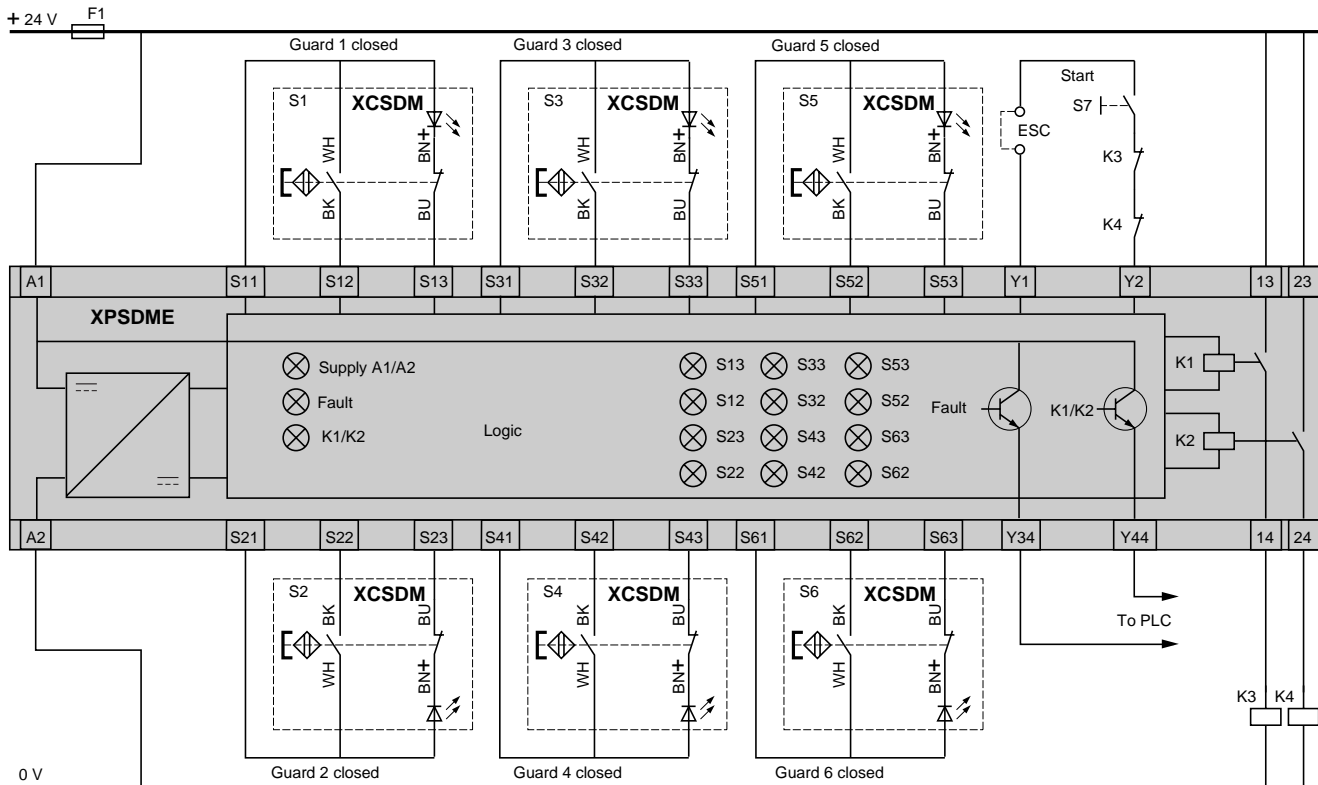 + 24 V
F1
Guard 1 closed
Guard 3 closed
Guard 5 closed
Start
S1
XCSDM
S3
XCSDM
S5
XCSDM
S7
ESC
WH
BN+
WH
BN+
WH
BN+
K3
BK
BU
BK
BU
BK
BU
K4
A1
S11
S12
S13
S31
S32
S33
S51
S52
S53
Y1
Y2
13
23
XPSDME
Supply A1/A2
S13
S33
S53
K1
Fault
S12
S32
S52
Fault
K1/K2
K1/K2
Logic
S23
S43
S63
K2
S22
S42
S62
A2
S21
S22
S23
S41
S42
S43
S61
S62
S63
Y34
Y44
14
24
S2
XCSDM
S4
XCSDM
S6
XCSDM
BK
BU
BK
BU
BK
BU
To PLC
WH
BN+
WH
BN+
WH
BN+
K3
K4
0 V
Guard 2 closed
Guard 4 closed
Guard 6 closed